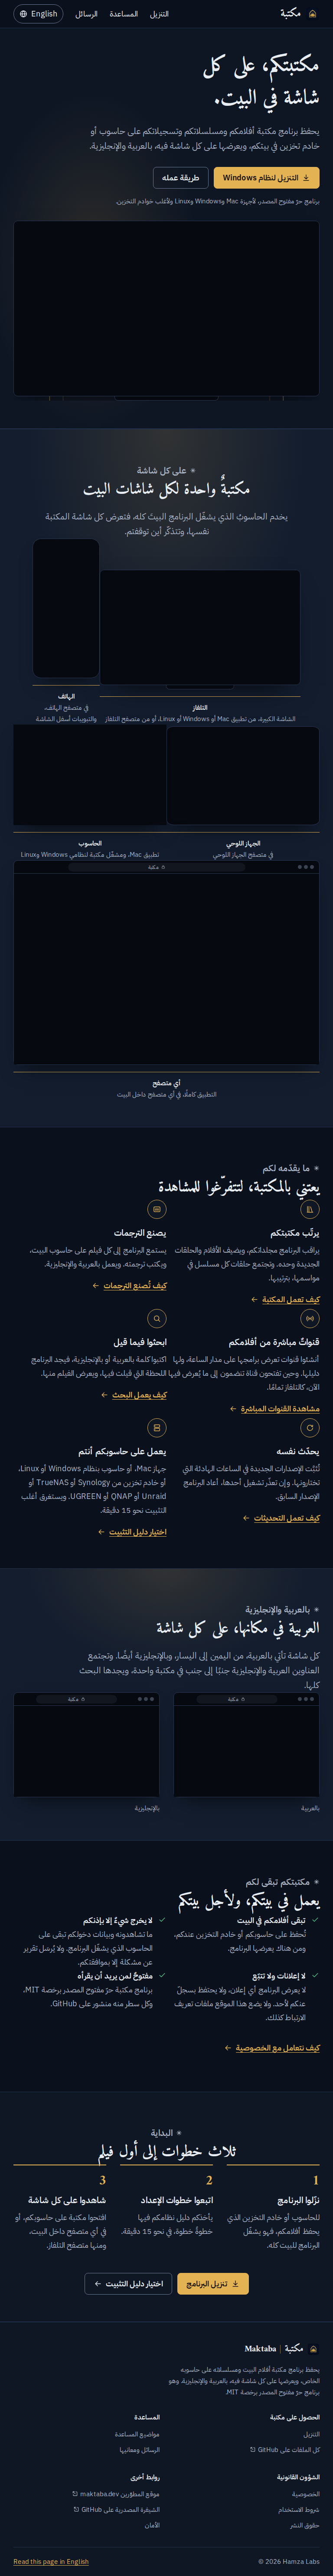 مكتبة
التنزيل
المساعدة
الرسائل
English
مكتبتكم، على كل
شاشة في البيت.
يحفظ برنامج مكتبة أفلامكم ومسلسلاتكم وتسجيلاتكم على حاسوب أو
خادم تخزين في بيتكم، ويعرضها على كل شاشة فيه، بالعربية والإنجليزية.
التنزيل لنظام Windows
طريقة عمله
برنامج حرّ مفتوح المصدر، لأجهزة Mac وWindows وLinux ولأغلب خوادم التخزين.
على كل شاشة
مكتبةٌ واحدة لكل شاشات البيت
يخدم الحاسوبُ الذي يشغّل البرنامج البيتَ كله، فتعرض كل شاشة المكتبة
نفسها، وتتذكّر أين توقفتم.
التلفاز
الشاشة الكبيرة، من تطبيق Mac أو Windows أو Linux، أو من متصفح التلفاز
الهاتف
في متصفح الهاتف،
والتبويبات أسفل الشاشة
الجهاز اللوحي
في متصفح الجهاز اللوحي
الحاسوب
تطبيق Mac، ومشغّل مكتبة لنظامي Windows وLinux
مكتبة
أي متصفح
التطبيق كاملًا، في أي متصفح داخل البيت
ما يقدّمه لكم
يعتني بالمكتبة، لتتفرّغوا للمشاهدة
يرتّب مكتبتكم
يراقب البرنامج مجلداتكم، ويضيف الأفلام والحلقات
الجديدة وحده، وتجتمع حلقات كل مسلسل في
مواسمها، بترتيبها.
كيف تعمل المكتبة
يصنع الترجمات
يستمع البرنامج إلى كل فيلم على حاسوب البيت،
ويكتب ترجمته، ويعمل بالعربية والإنجليزية.
كيف تُصنع الترجمات
قنواتٌ مباشرة من أفلامكم
أنشئوا قنوات تعرض برامجها على مدار الساعة، ولها
دليلها. وحين تفتحون قناة تنضمون إلى ما يُعرض فيها
الآن، كالتلفاز تمامًا.
مشاهدة القنوات المباشرة
ابحثوا فيما قيل
اكتبوا كلمة بالعربية أو بالإنجليزية، فيجد البرنامج
اللحظة التي قيلت فيها، ويعرض الفيلم منها.
كيف يعمل البحث
يحدّث نفسه
تُثبَّت الإصدارات الجديدة في الساعات الهادئة التي
تختارونها. وإن تعذّر تشغيل أحدها، أعاد البرنامج
الإصدار السابق.
كيف تعمل التحديثات
يعمل على حاسوبكم أنتم
جهاز Mac، أو حاسوب بنظام Windows أو Linux،
أو خادم تخزين من Synology أو TrueNAS أو
Unraid أو QNAP أو UGREEN. ويستغرق أغلب
التثبيت نحو 15 دقيقة.
اختيار دليل التثبيت
بالعربية والإنجليزية
العربية في مكانها، على كل شاشة
كل شاشة تأتي بالعربية، من اليمين إلى اليسار، وبالإنجليزية أيضًا. وتجتمع
العناوين العربية والإنجليزية جنبًا إلى جنب في مكتبة واحدة، ويجدها البحث
كلها.
مكتبة
مكتبة
بالعربية
بالإنجليزية
مكتبتكم تبقى لكم
يعمل في بيتكم، ولأجل بيتكم
تبقى أفلامكم في البيت
تُحفظ على حاسوبكم أو خادم التخزين عندكم،
ومن هناك يعرضها البرنامج.
لا يخرج شيءٌ إلا بإذنكم
ما تشاهدونه وبيانات دخولكم تبقى على
الحاسوب الذي يشغّل البرنامج. ولا يُرسل تقرير
عن مشكلة إلا بموافقتكم.
لا إعلانات ولا تتبّع
لا يعرض البرنامج أي إعلان، ولا يحتفظ بسجلّ
عنكم لأحد. ولا يضع هذا الموقع ملفات تعريف
الارتباط كذلك.
مفتوحٌ لمن يريد أن يقرأه
برنامج مكتبة حرّ مفتوح المصدر برخصة MIT،
وكل سطر منه منشور على GitHub.
كيف نتعامل مع الخصوصية
البداية
ثلاث خطوات إلى أول فيلم
1
نزّلوا البرنامج
للحاسوب أو خادم التخزين الذي
يحفظ أفلامكم، فهو يشغّل
البرنامج للبيت كله.
2
اتبعوا خطوات الإعداد
يأخذكم دليل نظامكم فيها
خطوةً خطوة، في نحو 15 دقيقة.
3
شاهدوا على كل شاشة
افتحوا مكتبة على حاسوبكم، أو
في أي متصفح داخل البيت،
ومنها متصفح التلفاز.
تنزيل البرنامج
اختيار دليل التثبيت
مكتبة | Maktaba
يحفظ برنامج مكتبة أفلام البيت ومسلسلاته على حاسوبه
الخاص، ويعرضها على كل شاشة فيه، بالعربية والإنجليزية. وهو
برنامج حرّ مفتوح المصدر برخصة MIT.
الحصول على مكتبة
التنزيل
كل الملفات على GitHub
المساعدة
مواضيع المساعدة
الرسائل ومعانيها
الشؤون القانونية
الخصوصية
شروط الاستخدام
حقوق النشر
روابط أخرى
موقع المطوّرين maktaba.dev
الشيفرة المصدرية على GitHub
الأمان
© 2026 Hamza Labs
Read this page in English